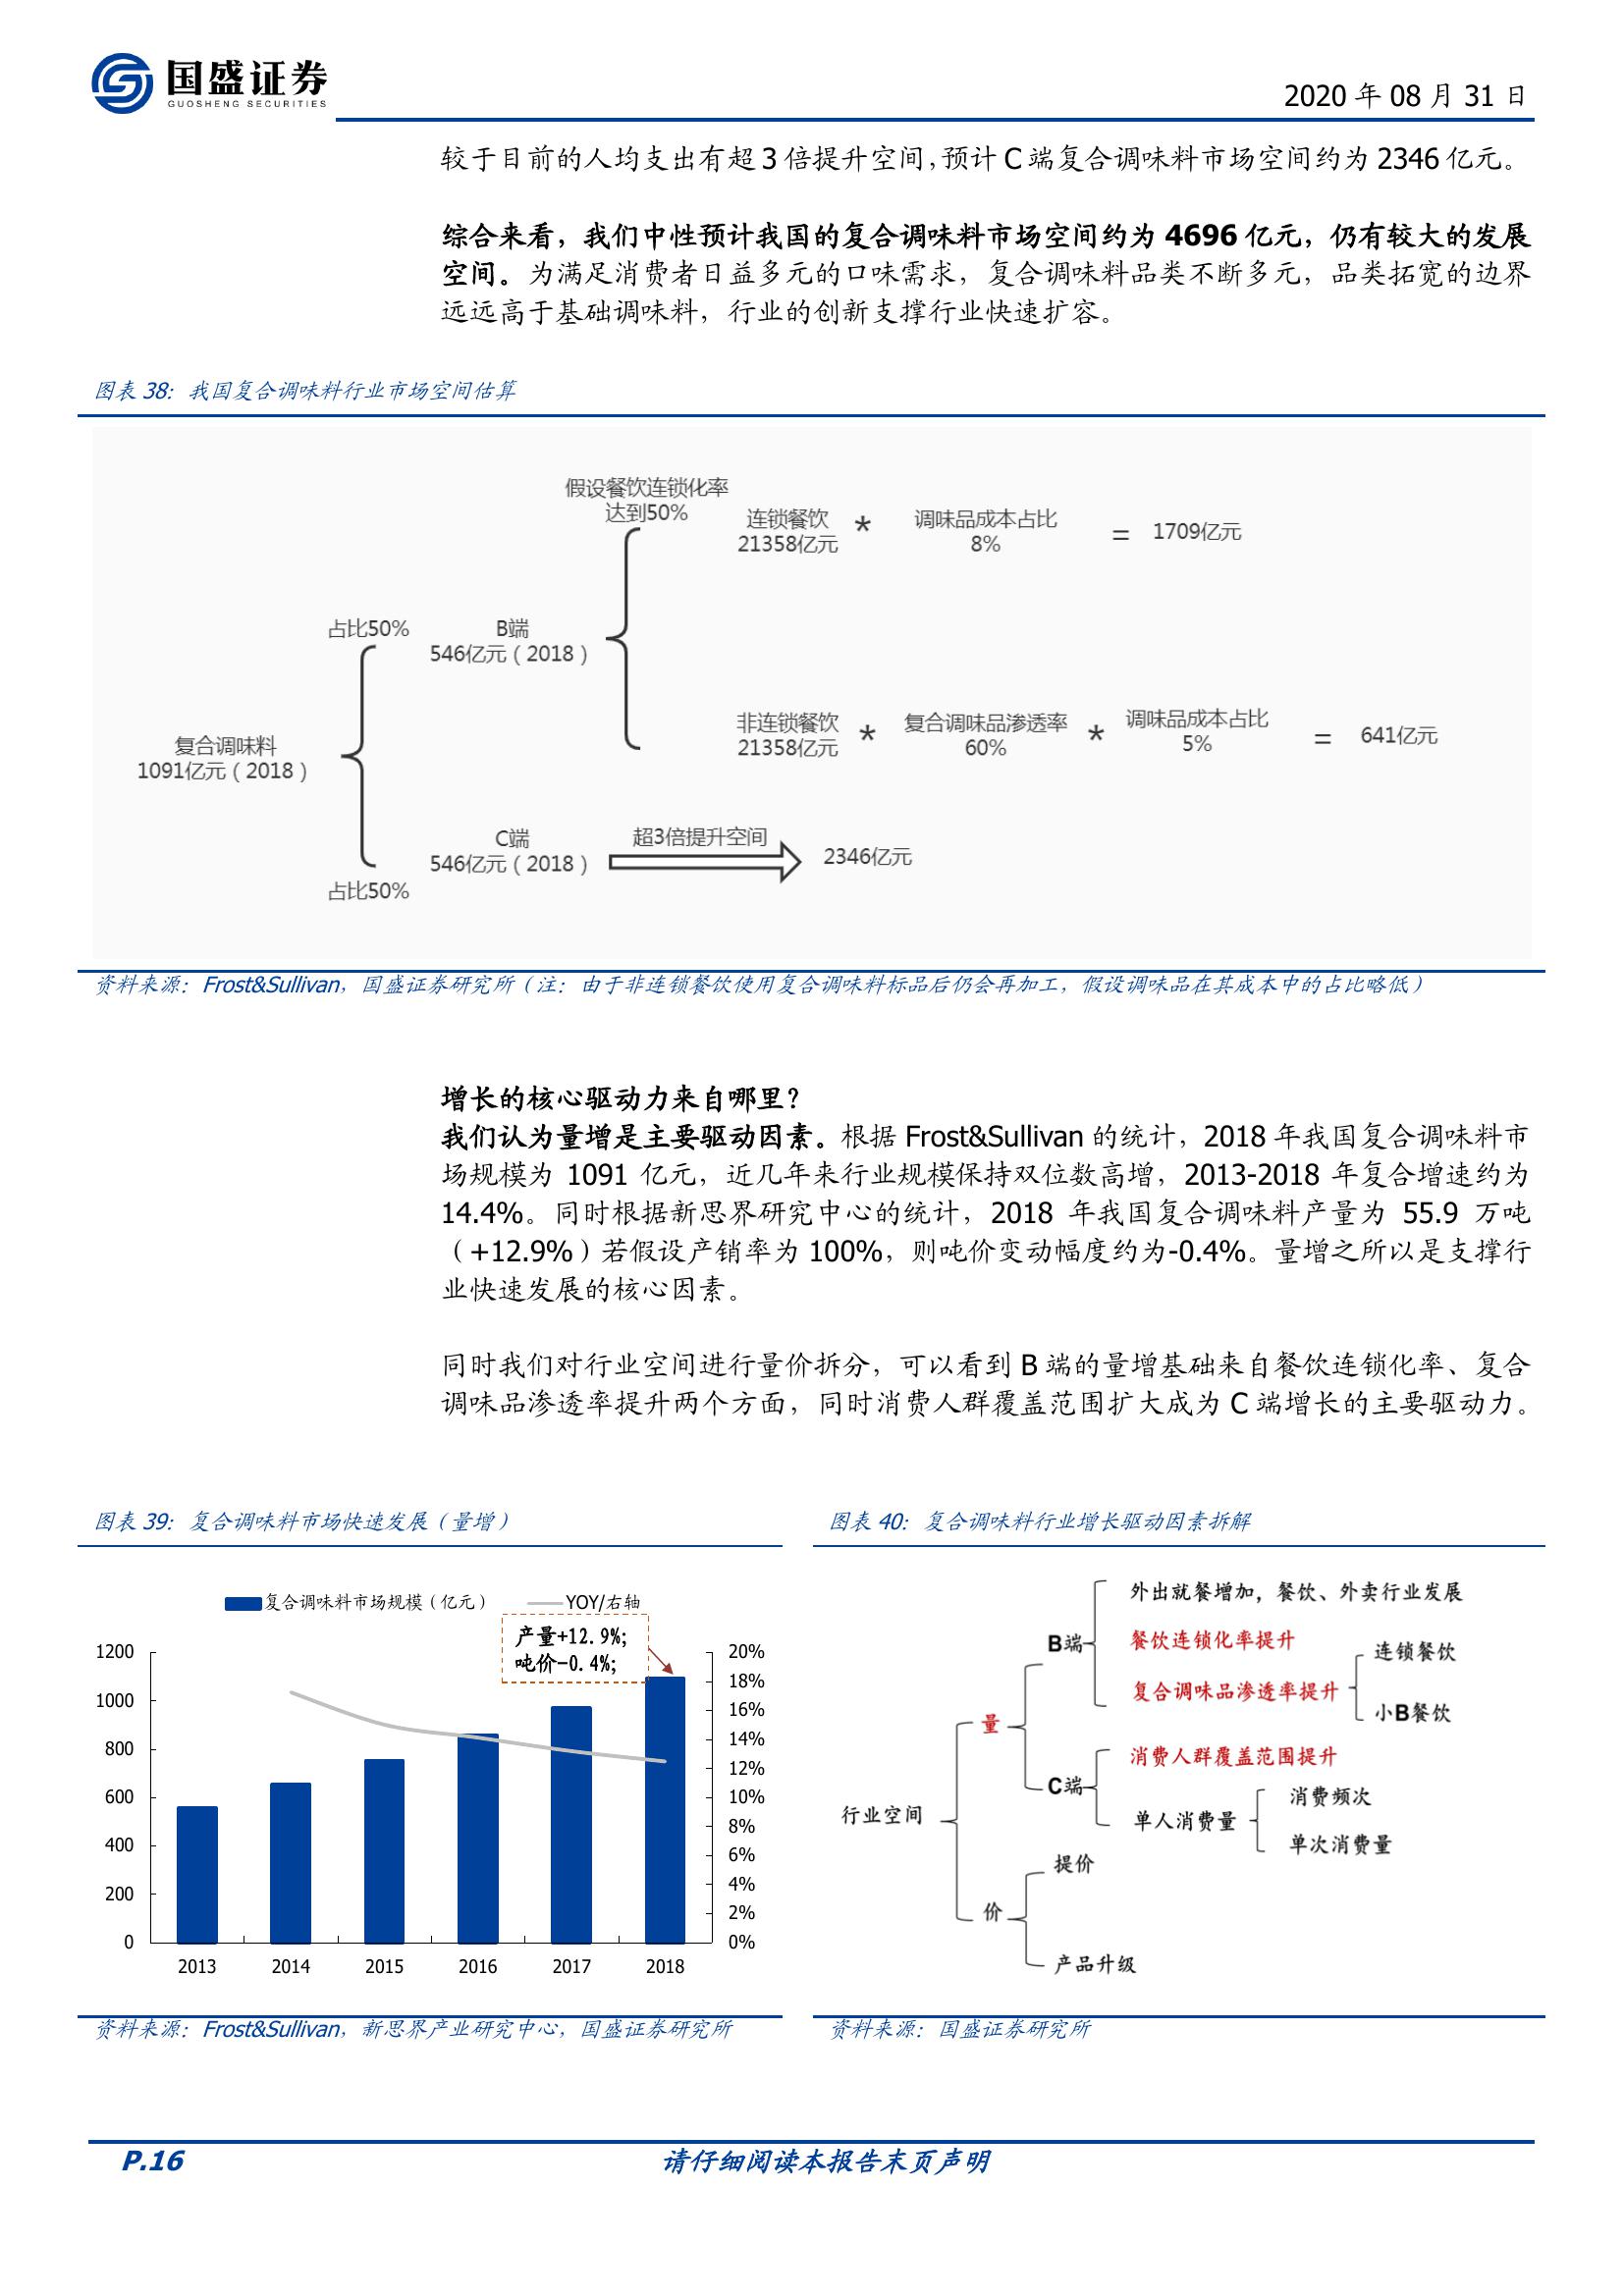 国盛证券
GUOSHENG SECURITIES
2020 年 08 月 31 日
较于目前的人均支出有超 3 倍提升空间，预计 C 端复合调味料市场空间约为 2346 亿元。
综合来看，我们中性预计我国的复合调味料市场空间约为 4696 亿元，仍有较大的发展
空间。为满足消费者日益多元的口味需求，复合调味料品类不断多元，品类拓宽的边界
远远高于基础调味料，行业的创新支撑行业快速扩容。
图表 38：我国复合调味料行业市场空间估算
假设餐饮连锁化率
达到50%
连锁餐饮
21358亿元
*
调味品成本占比
8%
=
1709亿元
占比50%
B端
546亿元（2018）
非连锁餐饮
21358亿元
*
复合调味品渗透率
60%
*
调味品成本占比
5%
=
641亿元
复合调味料
1091亿元（2018）
C端
546亿元（2018）
超3倍提升空间
2346亿元
占比50%
资料来源：Frost&Sullivan，国盛证券研究所（注：由于非连锁餐饮使用复合调味料标品后仍会再加工，假设调味品在其成本中的占比略低）
增长的核心驱动力来自哪里？
我们认为量增是主要驱动因素。根据 Frost&Sullivan 的统计，2018 年我国复合调味料市
场规模为 1091 亿元，近几年来行业规模保持双位数高增，2013-2018 年复合增速约为
14.4%。同时根据新思界研究中心的统计，2018 年我国复合调味料产量为 55.9 万吨
（+12.9%）若假设产销率为 100%，则吨价变动幅度约为-0.4%。量增之所以是支撑行
业快速发展的核心因素。
同时我们对行业空间进行量价拆分，可以看到 B 端的量增基础来自餐饮连锁化率、复合
调味品渗透率提升两个方面，同时消费人群覆盖范围扩大成为 C 端增长的主要驱动力。
图表 39：复合调味料市场快速发展（量增）
复合调味料市场规模（亿元）
YOY/右轴
产量+12.9%;
吨价-0.4%;
1200
1000
800
600
400
200
0
20%
18%
16%
14%
12%
10%
8%
6%
4%
2%
0%
2013
2014
2015
2016
2017
2018
资料来源：Frost&Sullivan，新思界产业研究中心，国盛证券研究所
图表 40：复合调味料行业增长驱动因素拆解
外出就餐增加，餐饮、外卖行业发展
B端
餐饮连锁化率提升
连锁餐饮
复合调味品渗透率提升
小B餐饮
量
消费人群覆盖范围提升
C端
消费频次
行业空间
单人消费量
单次消费量
提价
价
产品升级
资料来源：国盛证券研究所
P.16
请仔细阅读本报告末页声明